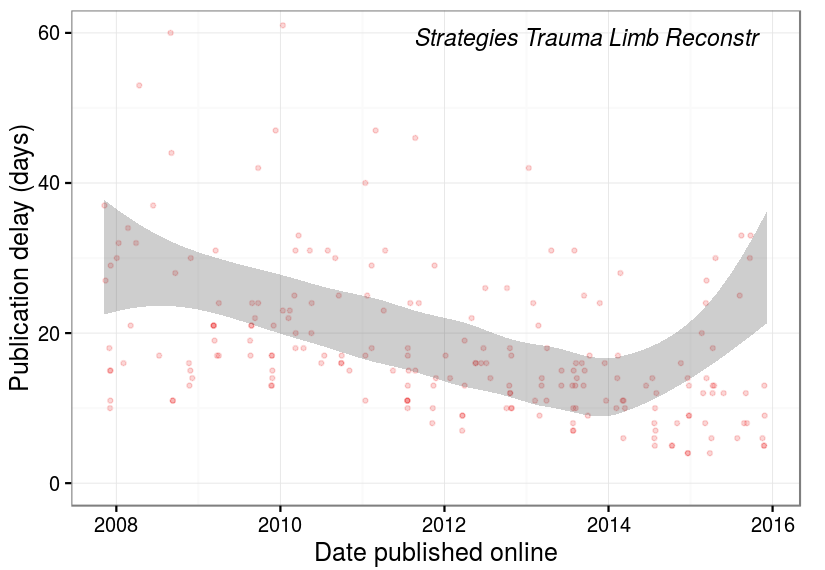 Strategies Trauma Limb Reconstr
Publication delay (days)
60
40
20
0
2008 2010 2012 2014 2016
Date published online